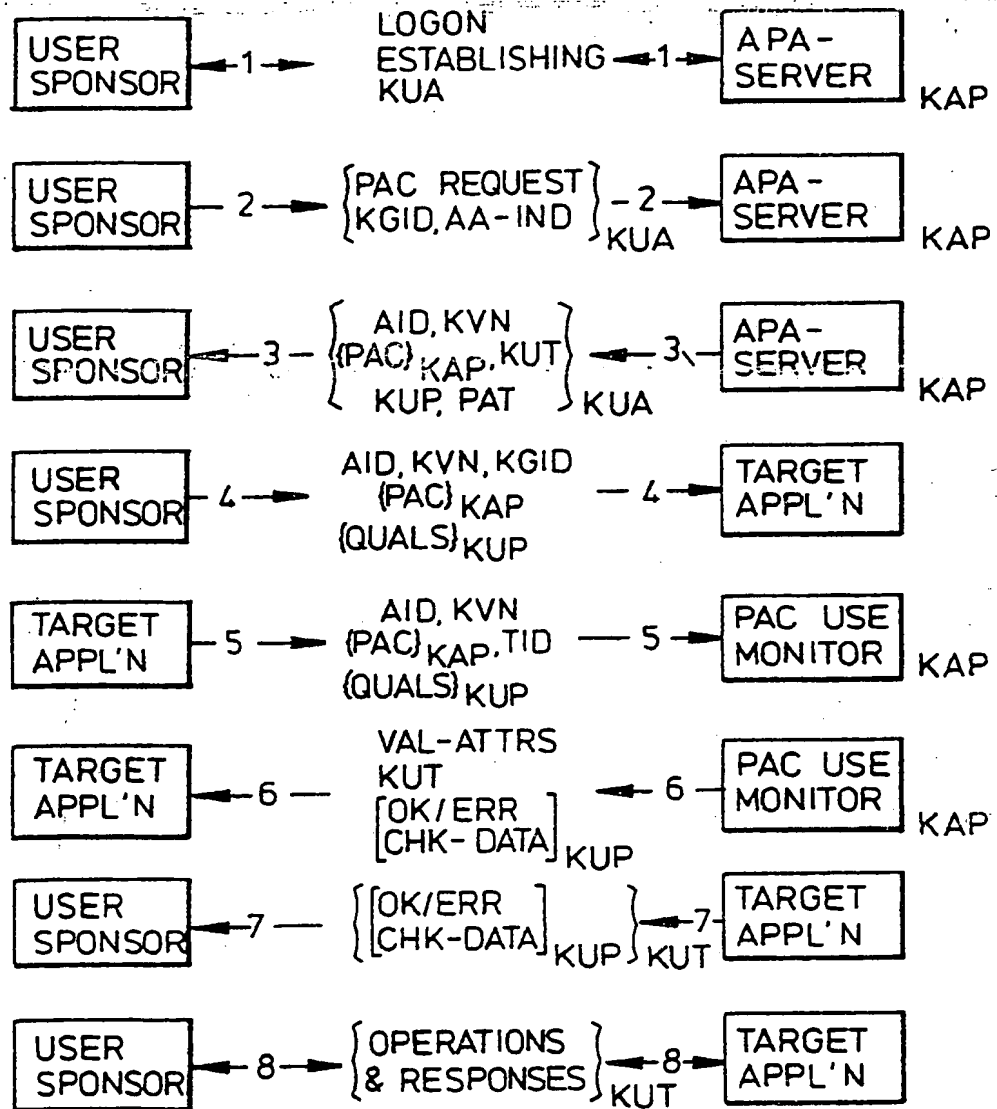 USER
SPONSOR
1
LOGON
ESTABLISHING
KUA
1
APA-
SERVER
KAP
USER
SPONSOR
2
{PAC REQUEST
KGID, AA-IND}KUA
2
APA-
SERVER
KAP
USER
SPONSOR
3
{AID, KVN
{PAC}KAP, KUT
KUP, PAT}KUA
3
APA-
SERVER
KAP
USER
SPONSOR
4
AID, KVN, KGID
{PAC}KAP
{QUALS}KUP
4
TARGET
APPL'N
TARGET
APPL'N
5
AID, KVN
{PAC}KAP, TID
{QUALS}KUP
5
PAC USE
MONITOR
KAP
TARGET
APPL'N
6
VAL-ATTRS
KUT
[OK/ERR
CHK-DATA]KUP
6
PAC USE
MONITOR
KAP
USER
SPONSOR
7
{[OK/ERR
CHK-DATA]KUP}KUT
7
TARGET
APPL'N
USER
SPONSOR
8
{OPERATIONS
& RESPONSES}KUT
8
TARGET
APPL'N